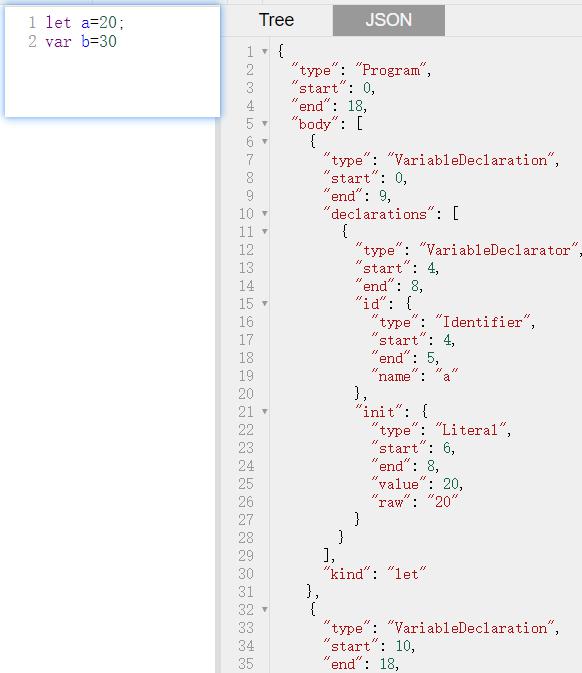 1 let a=20;
2 var b=30
Tree JSON
1 {
2 "type": "Program",
3 "start": 0,
4 "end": 18,
5 "body": [
6 {
7 "type": "VariableDeclaration",
8 "start": 0,
9 "end": 9,
10 "declarations": [
11 {
12 "type": "VariableDeclarator",
13 "start": 4,
14 "end": 8,
15 "id": {
16 "type": "Identifier",
17 "start": 4,
18 "end": 5,
19 "name": "a"
20 },
21 "init": {
22 "type": "Literal",
23 "start": 6,
24 "end": 8,
25 "value": 20,
26 "raw": "20"
27 }
28 }
29 ],
30 "kind": "let"
31 },
32 {
33 "type": "VariableDeclaration",
34 "start": 10,
35 "end": 18,